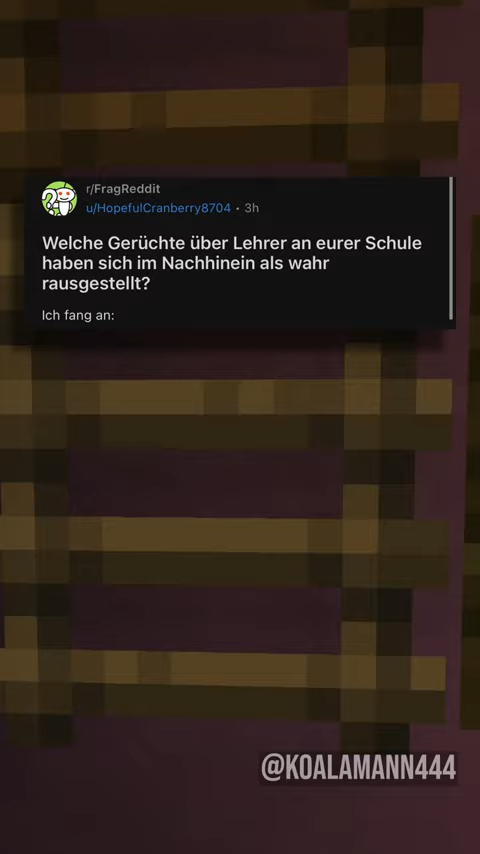 r/FragReddit
u/HopefulCranberry8704 • 3h
Welche Gerüchte über Lehrer an eurer Schule
haben sich im Nachhinein als wahr
rausgestellt?
Ich fang an:
@KOALAMANN444